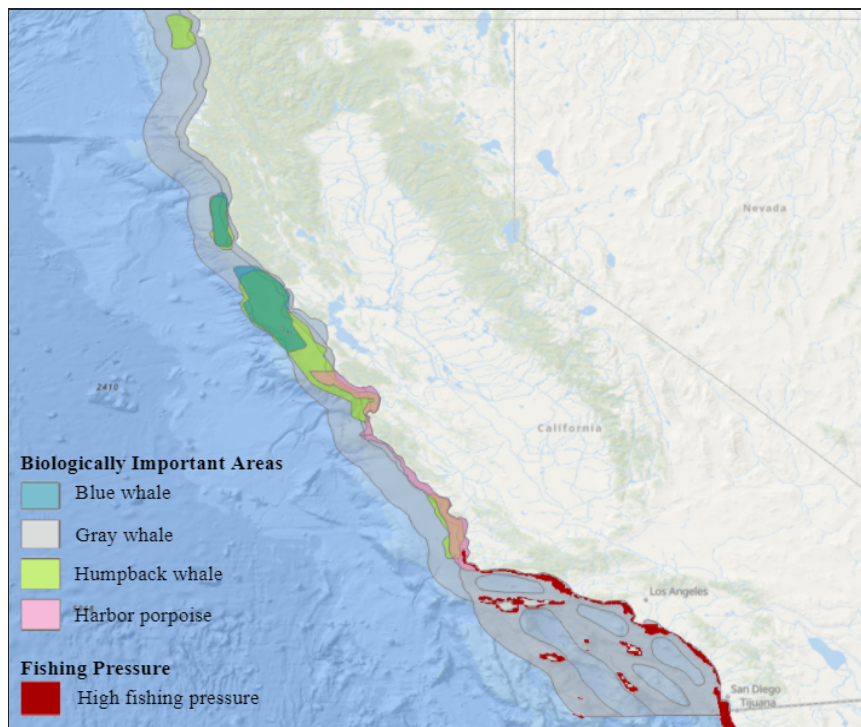 Nevada
2410
California
Biologically Important Areas
Blue whale
Gray whale
Humpback whale
Harbor porpoise
Los Angeles
Fishing Pressure
High fishing pressure
San Diego
Tijuana